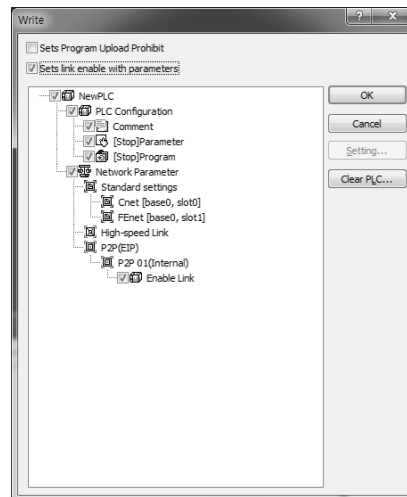 Write
Sets Program Upload Prohibit
Sets link enable with parameters
NewPLC
PLC Configuration
Comment
[Stop]Parameter
[Stop]Program
Network Parameter
Standard settings
Cnet [base0, slot0]
FEnet [base0, slot1]
High-speed Link
P2P(EIP)
P2P 01(Internal)
Enable Link
OK
Cancel
Setting...
Clear PLC...